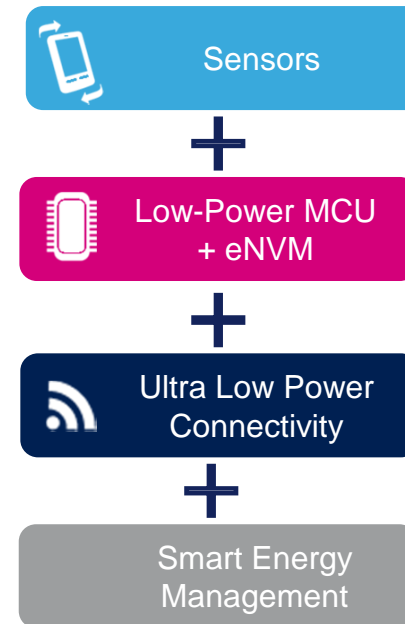 Sensors
+
Low-Power MCU
+ eNVM
+
Ultra Low Power
Connectivity
+
Smart Energy
Management